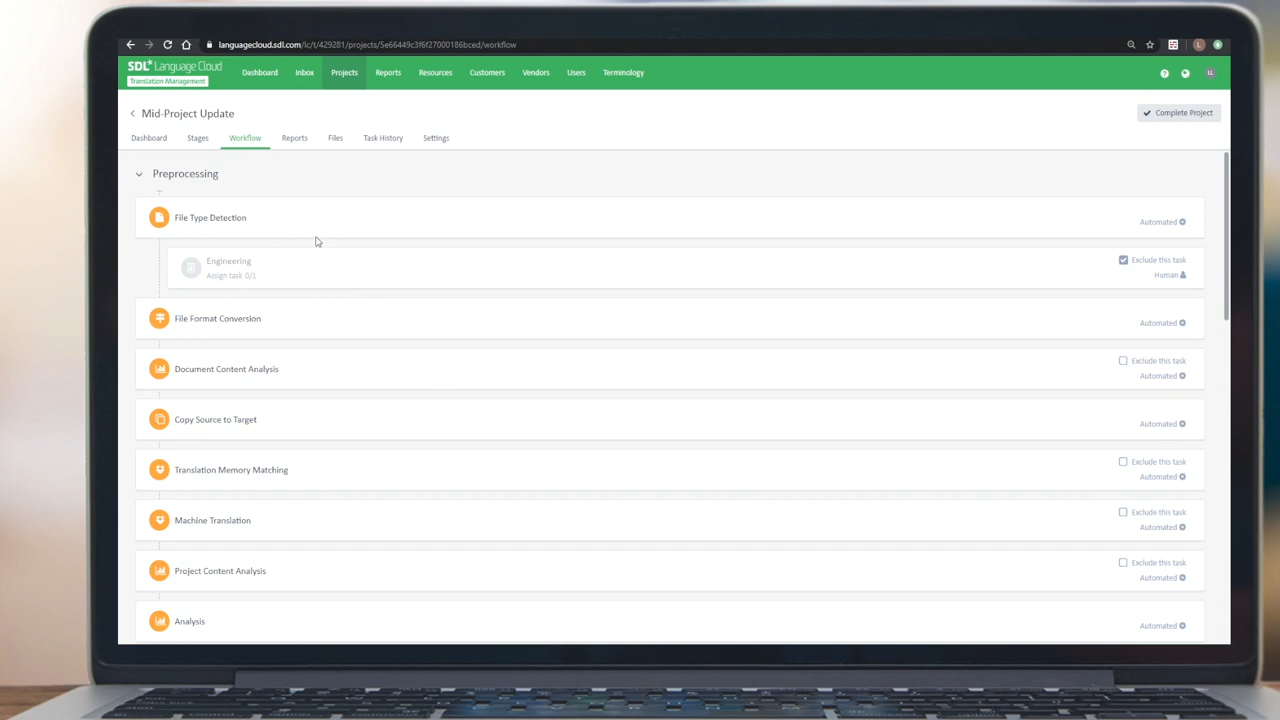 languagecloud.sdl.com/lc/t/429281/projects/5e66449c3f6f27000186bced/workflow
SDL* Language Cloud
Translation Management
Dashboard Inbox Projects Reports Resources Customers Vendors Users Terminology
LL
Mid-Project Update
Complete Project
Dashboard Stages Workflow Reports Files Task History Settings
Preprocessing
File Type Detection
Automated
Engineering
Assign task 0/1
Exclude this task
Human
File Format Conversion
Automated
Document Content Analysis
Exclude this task
Automated
Copy Source to Target
Automated
Translation Memory Matching
Exclude this task
Automated
Machine Translation
Exclude this task
Automated
Project Content Analysis
Exclude this task
Automated
Analysis
Automated